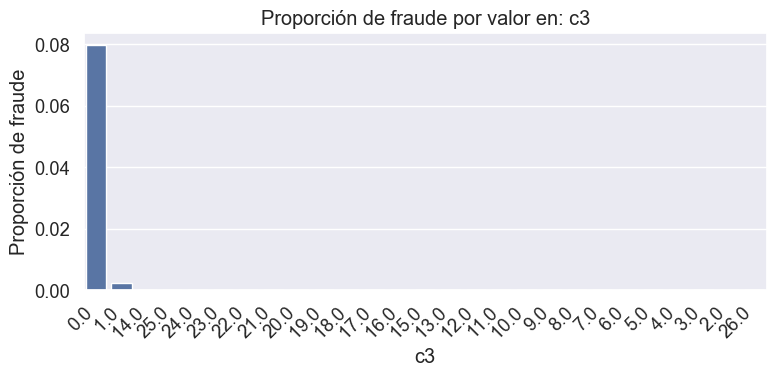 Proporción de fraude por valor en: c3
Proporción de fraude
0.08
0.06
0.04
0.02
0.00
0.0 1.0 14.0 25.0 24.0 23.0 22.0 21.0 20.0 19.0 18.0 17.0 16.0 15.0 13.0 12.0 11.0 10.0 9.0 8.0 7.0 6.0 5.0 4.0 3.0 2.0 26.0
c3